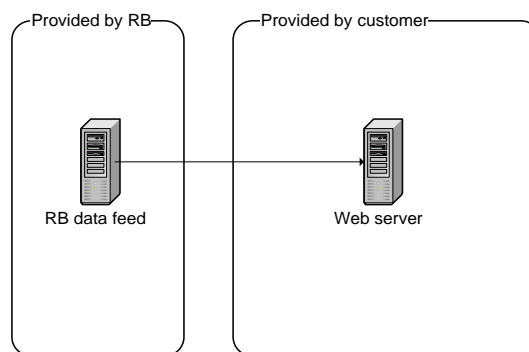 Provided by RB
Provided by customer
RB data feed
Web server